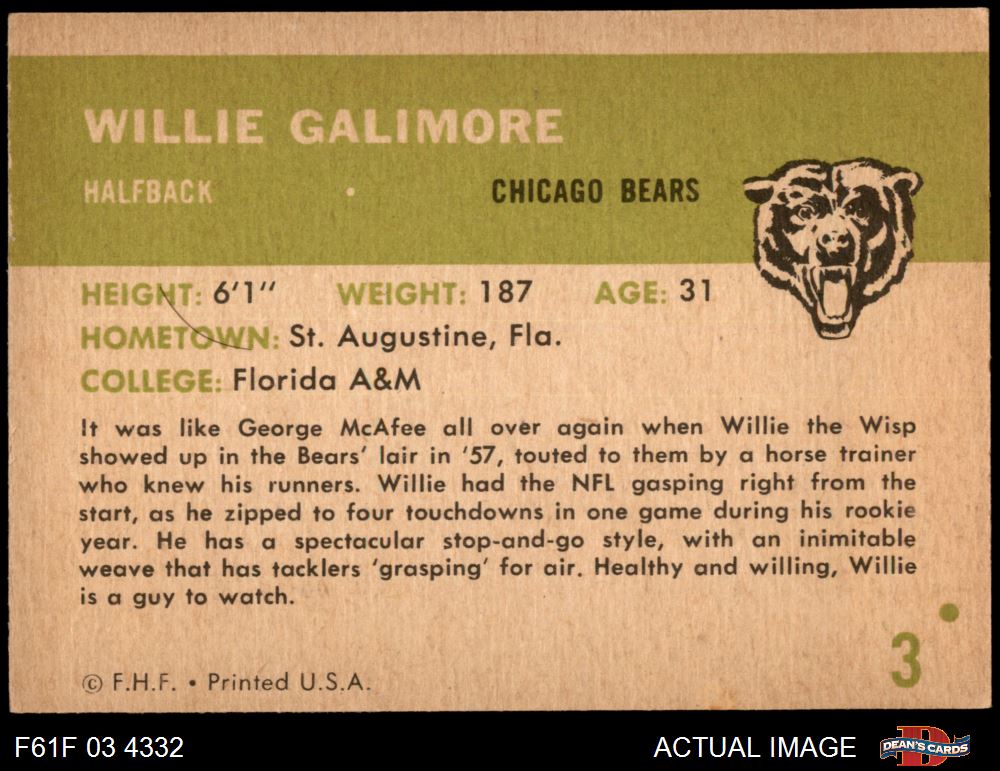 WILLIE GALIMORE
HALFBACK • CHICAGO BEARS
HEIGHT: 6'1" WEIGHT: 187 AGE: 31
HOMETOWN: St. Augustine, Fla.
COLLEGE: Florida A&M
It was like George McAfee all over again when Willie the Wisp
showed up in the Bears' lair in '57, touted to them by a horse trainer
who knew his runners. Willie had the NFL gasping right from the
start, as he zipped to four touchdowns in one game during his rookie
year. He has a spectacular stop-and-go style, with an inimitable
weave that has tacklers 'grasping' for air. Healthy and willing, Willie
is a guy to watch.
3
© F.H.F. • Printed U.S.A.
F61F 03 4332 ACTUAL IMAGE DEAN'S CARDS